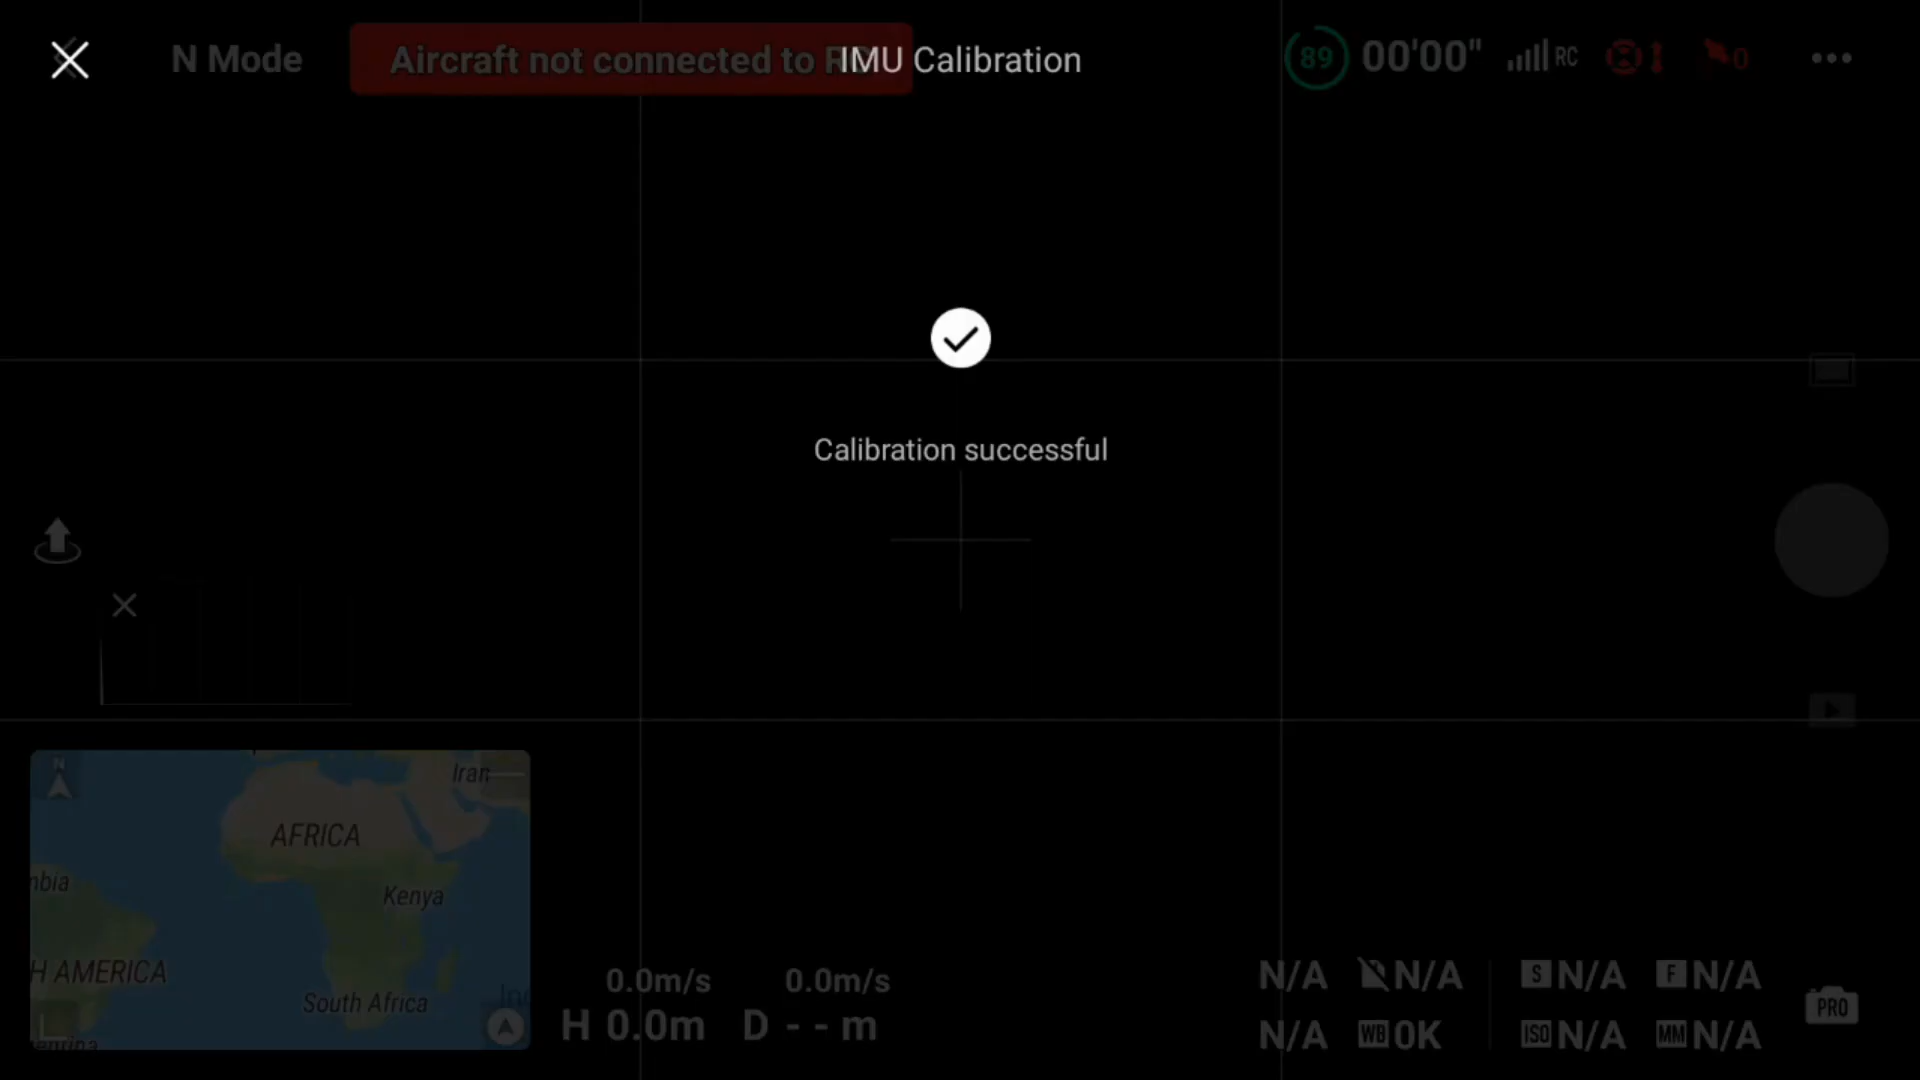 N Mode
Aircraft not connected to
IMU Calibration
89
00'00"
RC
0
Calibration successful
N
Iran
AFRICA
Kenya
H AMERICA
South Africa
0.0m/s 0.0m/s
H 0.0m D - - m
N/A N/A S N/A F N/A
N/A WB 0K ISO N/A MM N/A
PRO